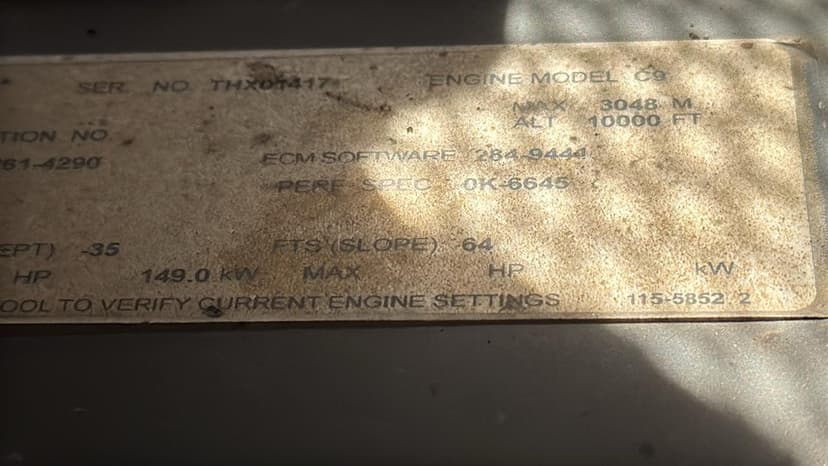 SER. NO. THX01417 ENGINE MODEL C9
MAX 3048 M
ALT 10000 FT
TION NO.
61-4290 ECM SOFTWARE 284-9444
PERF SPEC 0K-6645
EPT) -35 FTS (SLOPE) -64
HP 149.0 kW MAX HP kW
OOL TO VERIFY CURRENT ENGINE SETTINGS 115-5852 2